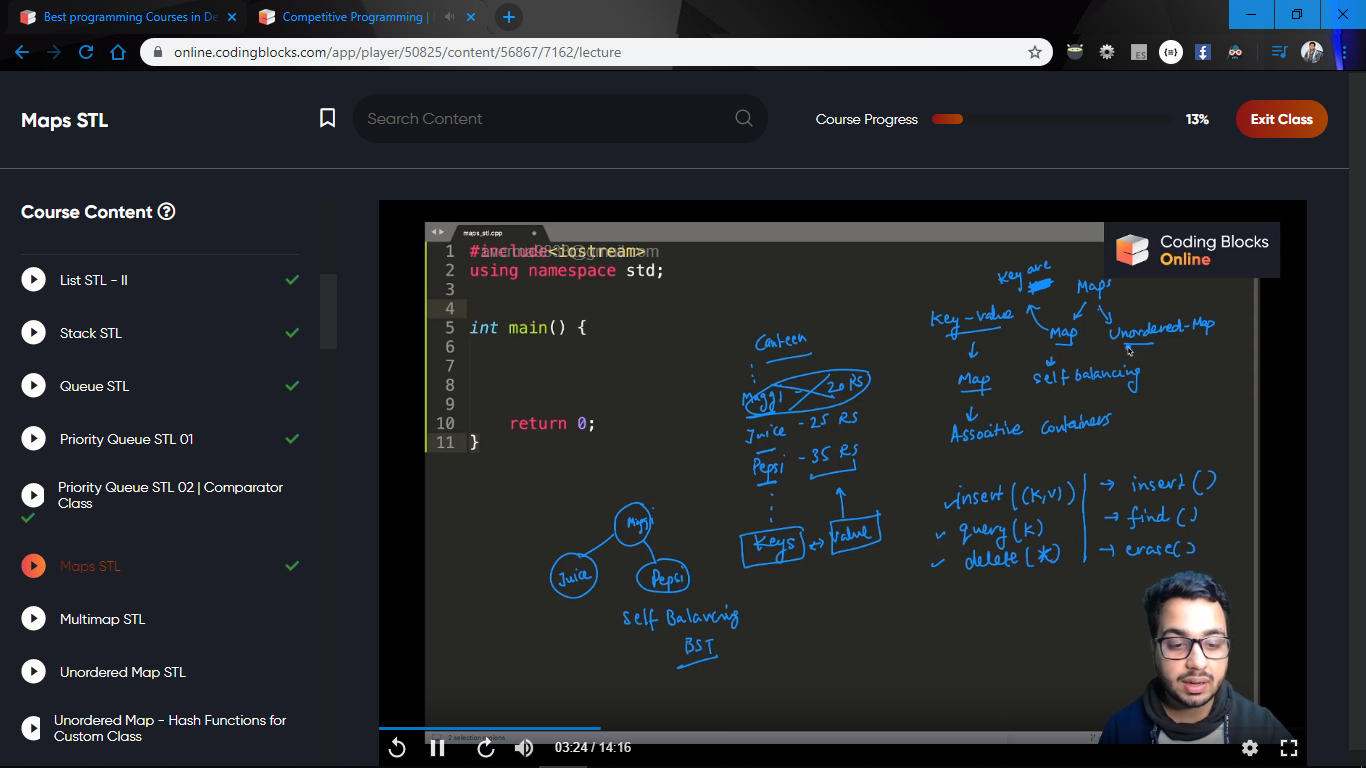 Best programming Courses in De
Competitive Programming |
online.codingblocks.com/app/player/50825/content/56867/7162/lecture
Maps STL
Search Content
Course Progress
13%
Exit Class
Course Content
List STL - II
Stack STL
Queue STL
Priority Queue STL 01
Priority Queue STL 02 | Comparator
Class
Maps STL
Multimap STL
Unordered Map STL
Unordered Map - Hash Functions for
Custom Class
maps_stl.cpp
1 #include<iostream>
2 using namespace std;
3
4
5 int main() {
6
7
8
9
10 return 0;
11 }
Coding Blocks
Online
Canteen
Maggi 20 RS
Juice - 25 RS
Pepsi - 35 RS
Keys ↔ Value
Maggi
Juice
Pepsi
Self Balancing
BST
Key are
Maps
Key-Value
Map
Unordered-Map
Map
self balancing
Associtive Containers
insert((K,V)) → insert()
query(K) → find()
delete(*) → erase()
2 selection regions
03:24 / 14:16